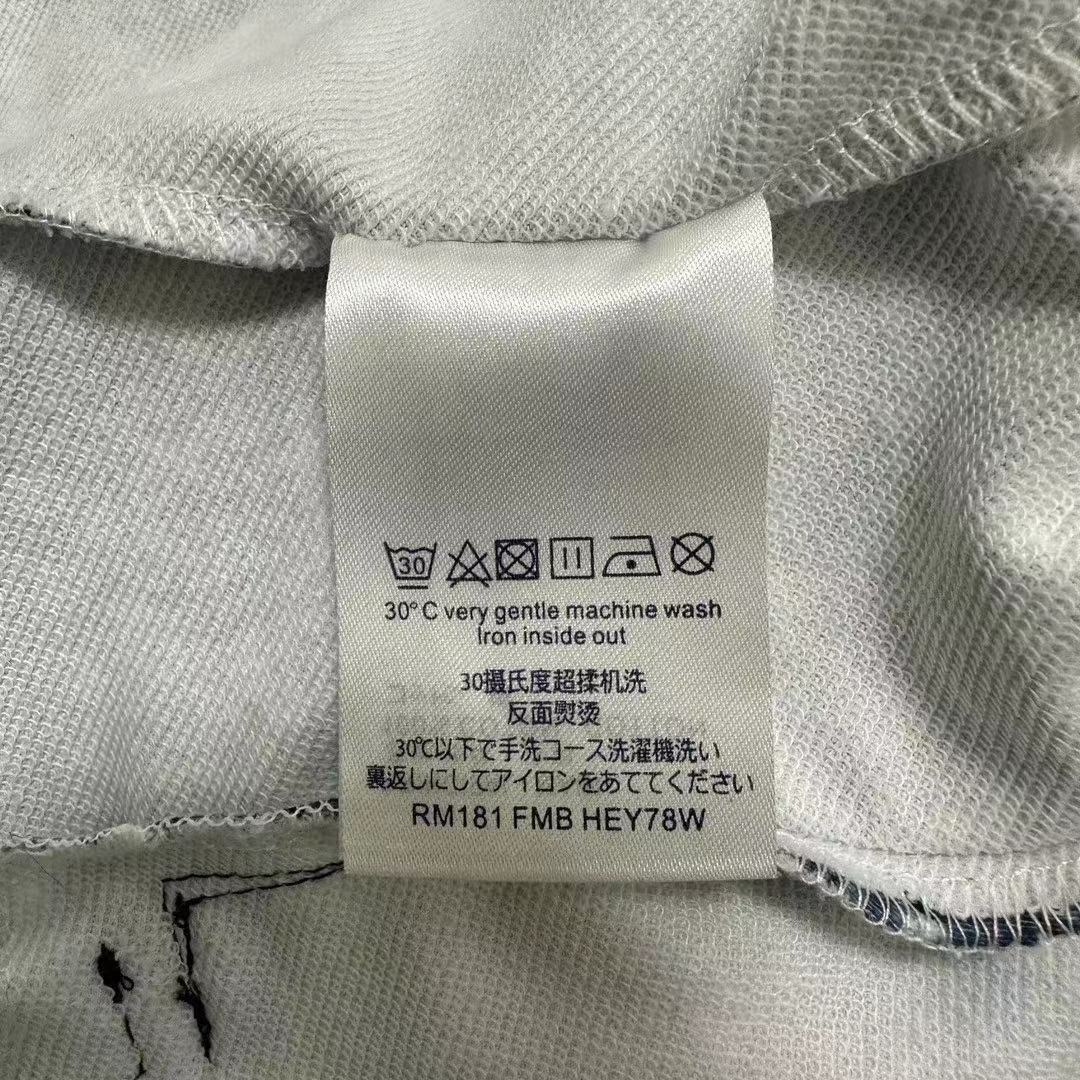 30
30°C very gentle machine wash
Iron inside out
30摄氏度超揉机洗
反面熨烫
30℃以下で手洗コース洗濯機洗い
裏返しにしてアイロンをあててください
RM181 FMB HEY78W